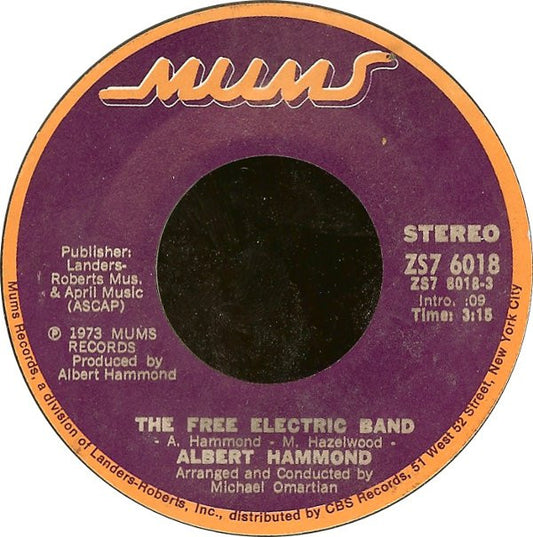 MUMS
Publisher:
Landers-
Roberts Mus.
& April Music
(ASCAP)
℗ 1973 MUMS
RECORDS
Produced by
Albert Hammond
STEREO
ZS7 6018
ZS7 6018-3
Intro. :09
Time: 3:15
THE FREE ELECTRIC BAND
- A. Hammond - M. Hazelwood -
ALBERT HAMMOND
Arranged and Conducted by
Michael Omartian
Mums Records, a division of Landers-Roberts, Inc., distributed by CBS Records, 51 West 52 Street, New York City